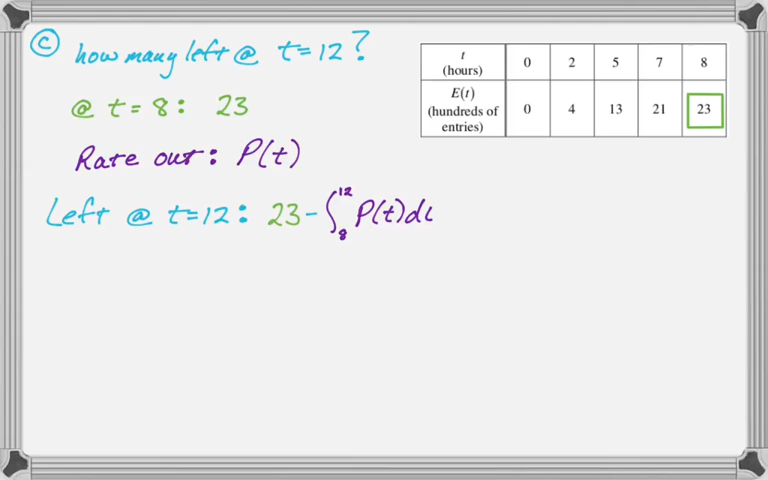 © how many left @ t=12?
@ t=8: 23
Rate out: P(t)
Left @ t=12: 23-∫₈¹² P(t)d
t (hours) 0 2 5 7 8
E(t) (hundreds of entries) 0 4 13 21 23